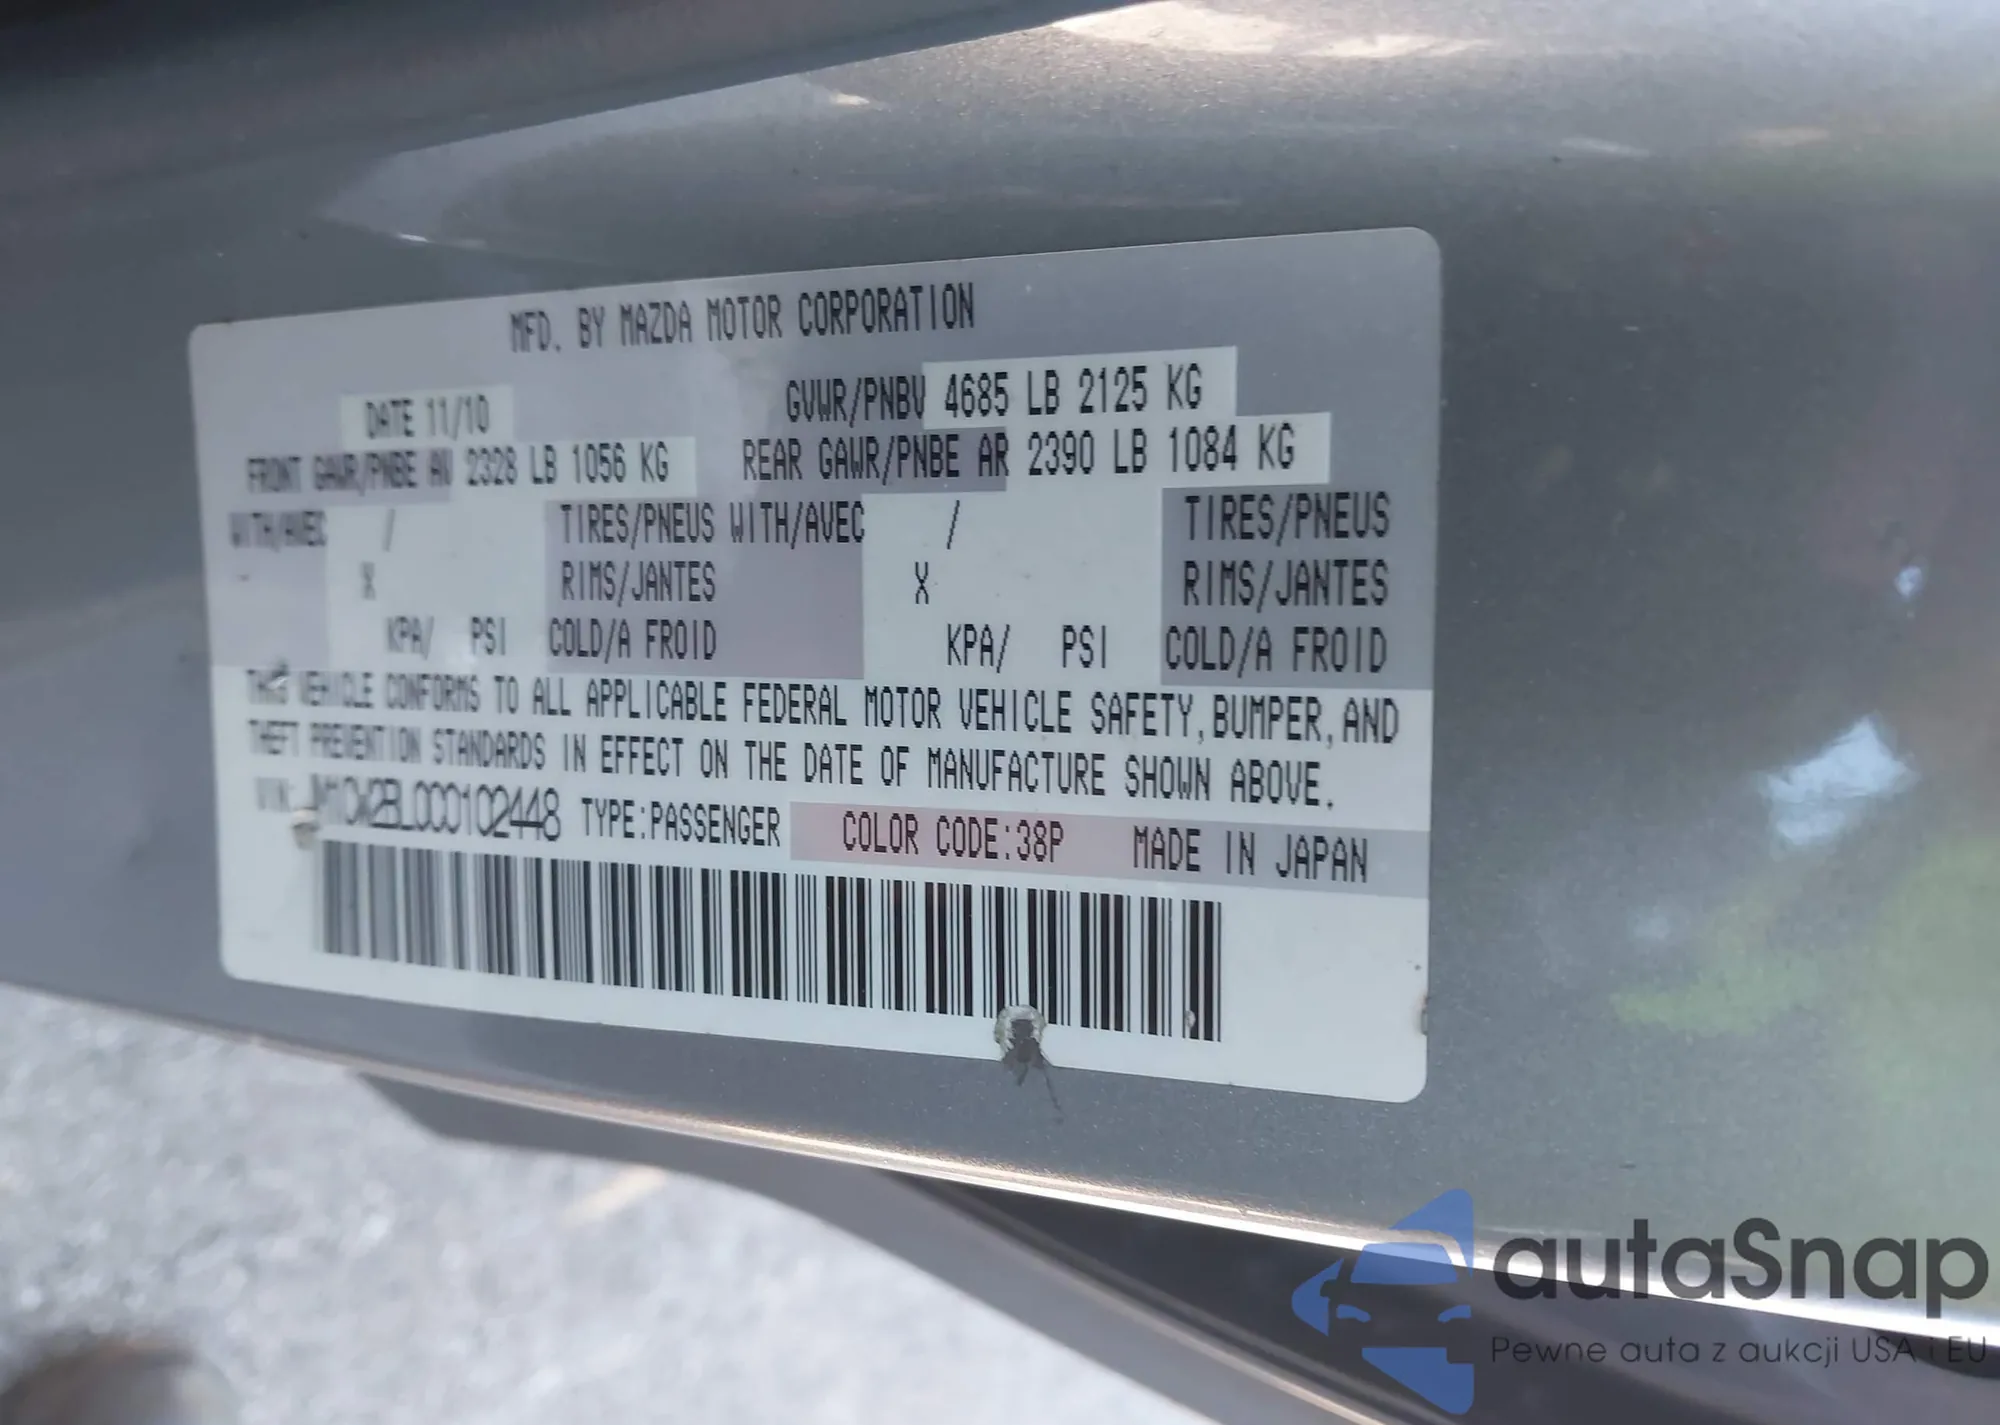 MFD. BY MAZDA MOTOR CORPORATION
DATE 11/10 GVWR/PNBV 4685 LB 2125 KG
FRONT GAWR/PNBE AV 2328 LB 1056 KG REAR GAWR/PNBE AR 2390 LB 1084 KG
WITH/AVEC / TIRES/PNEUS WITH/AVEC / TIRES/PNEUS
X RIMS/JANTES X RIMS/JANTES
KPA/ PSI COLD/A FROID KPA/ PSI COLD/A FROID
THIS VEHICLE CONFORMS TO ALL APPLICABLE FEDERAL MOTOR VEHICLE SAFETY, BUMPER, AND
THEFT PREVENTION STANDARDS IN EFFECT ON THE DATE OF MANUFACTURE SHOWN ABOVE.
VIN: JM1CW2BL0C0102448 TYPE:PASSENGER COLOR CODE:38P MADE IN JAPAN
autaSnap
Pewne auta z aukcji USA i EU